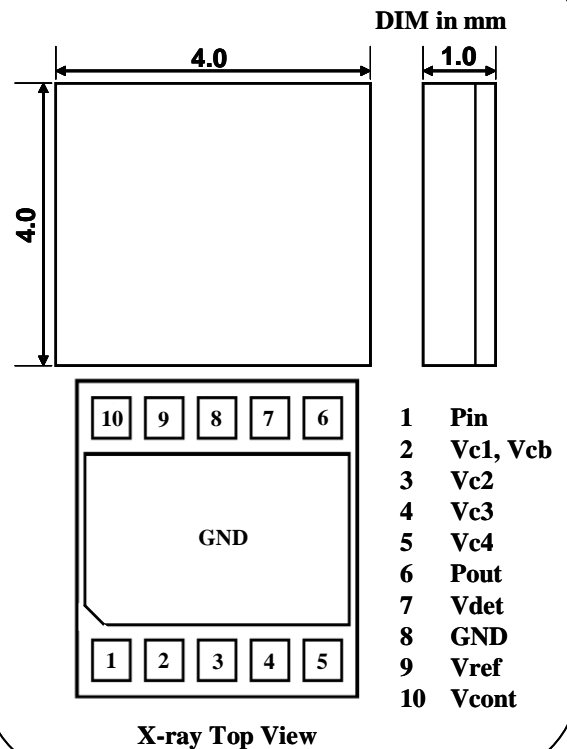 DIM in mm
4.0
1.0
4.0
10 9 8 7 6
GND
1 2 3 4 5
1 Pin
2 Vc1, Vcb
3 Vc2
4 Vc3
5 Vc4
6 Pout
7 Vdet
8 GND
9 Vref
10 Vcont
X-ray Top View